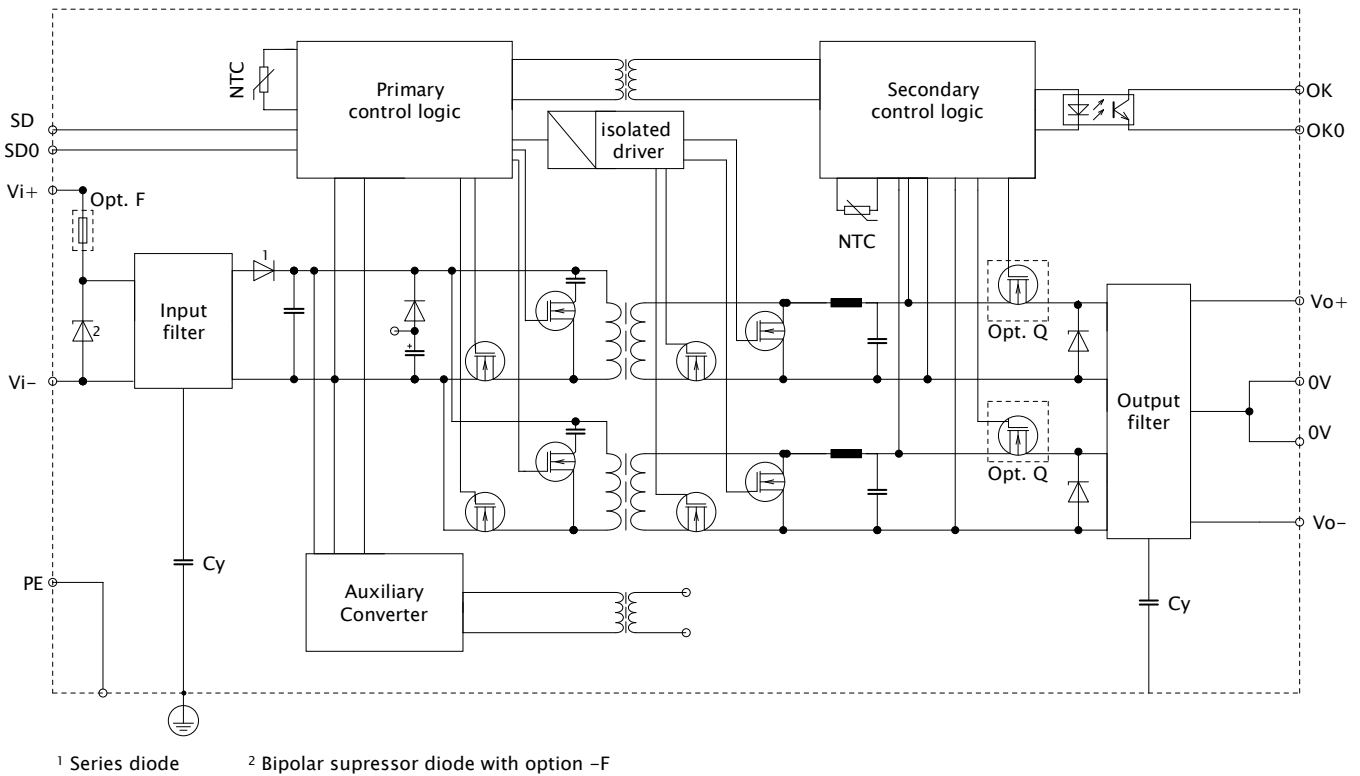 NTC
Primary
control logic
Secondary
control logic
OK
OK0
SD
SD0
isolated
driver
Vi+
Opt. F
NTC
1
Input
filter
2
Opt. Q
Vo+
+
Vi-
0V
Output
filter
0V
Opt. Q
Vo-
Cy
PE
Auxiliary
Converter
Cy
1 Series diode
2 Bipolar supressor diode with option –F